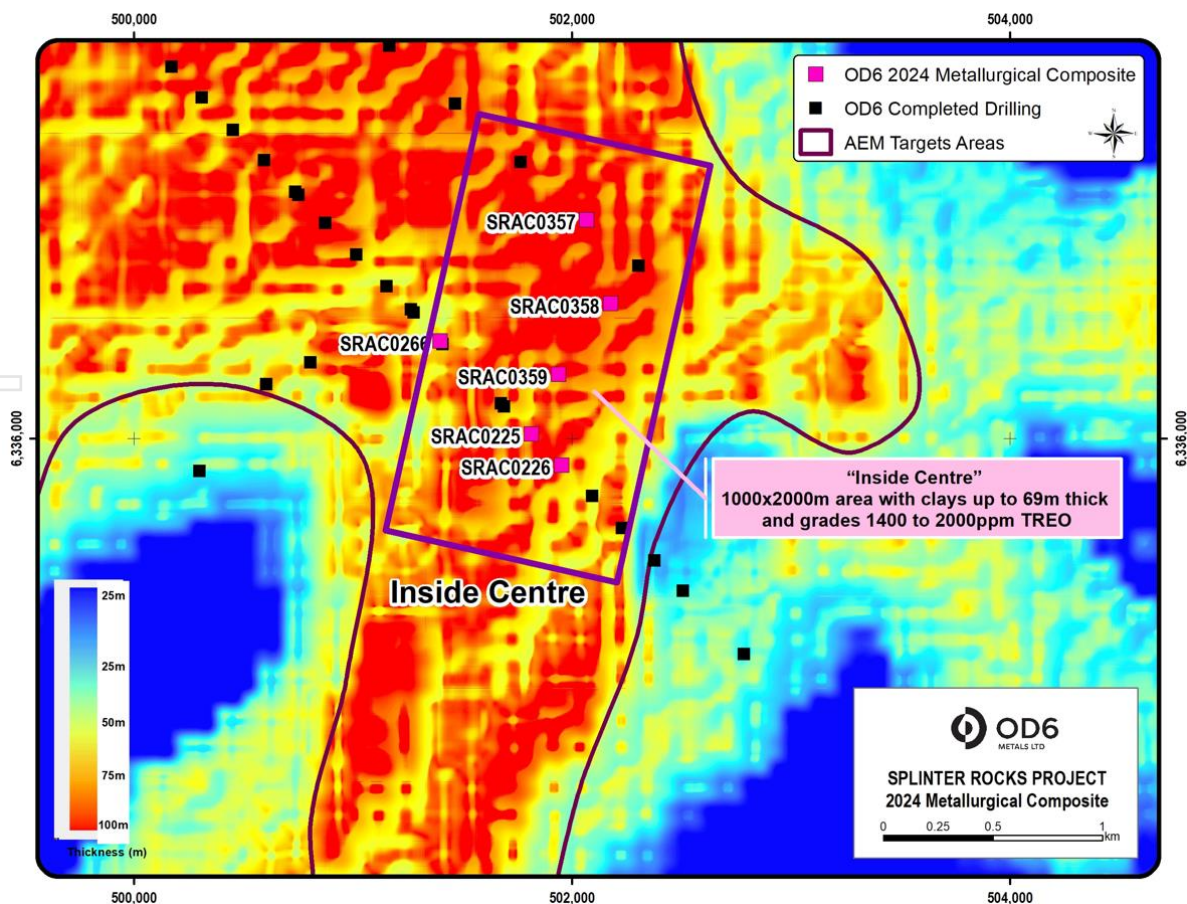 500,000
502,000
504,000
OD6 2024 Metallurgical Composite
OD6 Completed Drilling
AEM Targets Areas
SRAC0357
SRAC0358
SRAC0266
SRAC0359
SRAC0225
SRAC0226
6,336,000
6,336,000
“Inside Centre”
1000x2000m area with clays up to 69m thick
and grades 1400 to 2000ppm TREO
Inside Centre
25m
25m
50m
75m
100m
Thickness (m)
OD6
METALS LTD
SPLINTER ROCKS PROJECT
2024 Metallurgical Composite
0 0.25 0.5 1
km
500,000
502,000
504,000